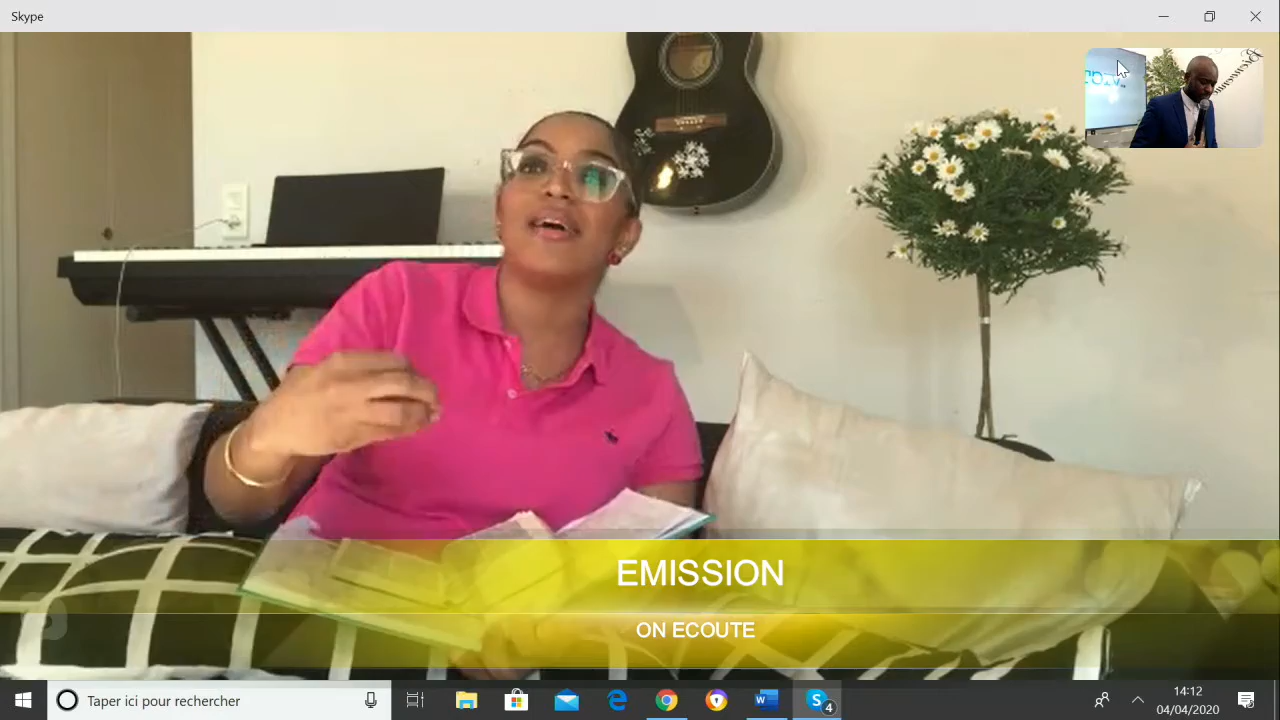 Skype
EMISSION
ON ECOUTE
Taper ici pour rechercher
14:12
04/04/2020
4